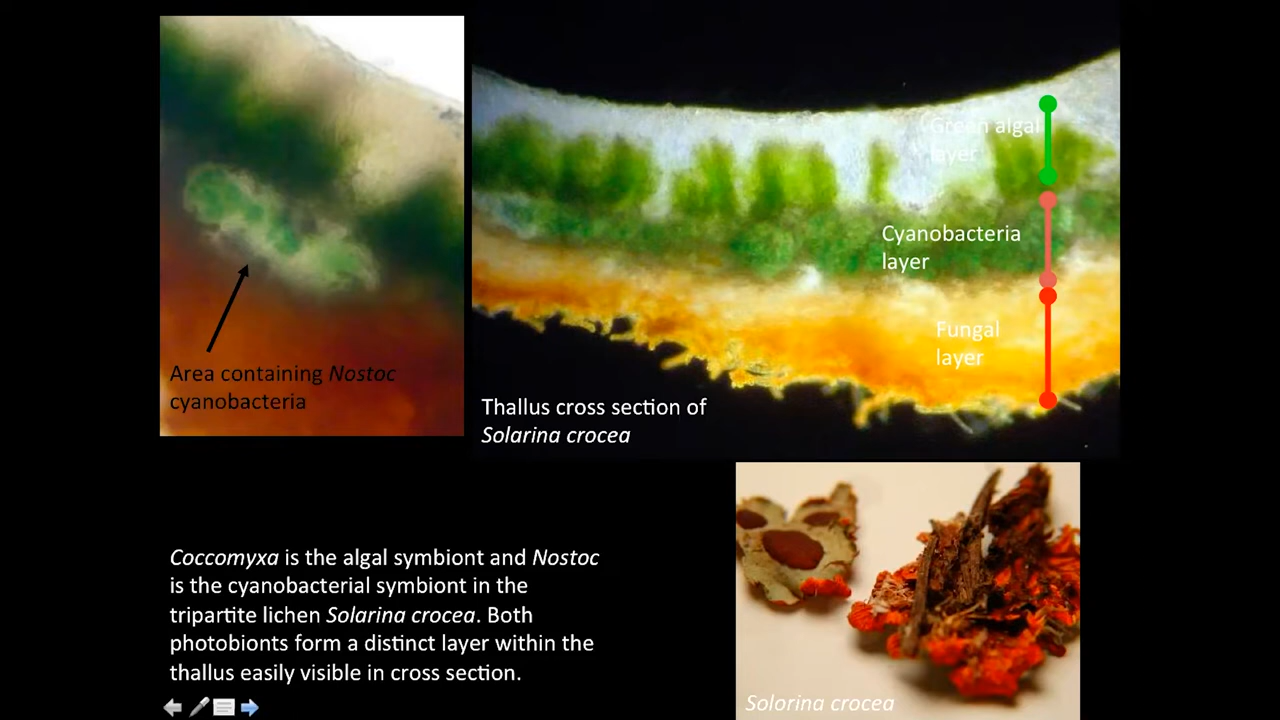 Green algal
layer
Cyanobacteria
layer
Fungal
layer
Area containing Nostoc
cyanobacteria
Thallus cross section of
Solarina crocea
Coccomyxa is the algal symbiont and Nostoc
is the cyanobacterial symbiont in the
tripartite lichen Solarina crocea. Both
photobionts form a distinct layer within the
thallus easily visible in cross section.
Solorina crocea